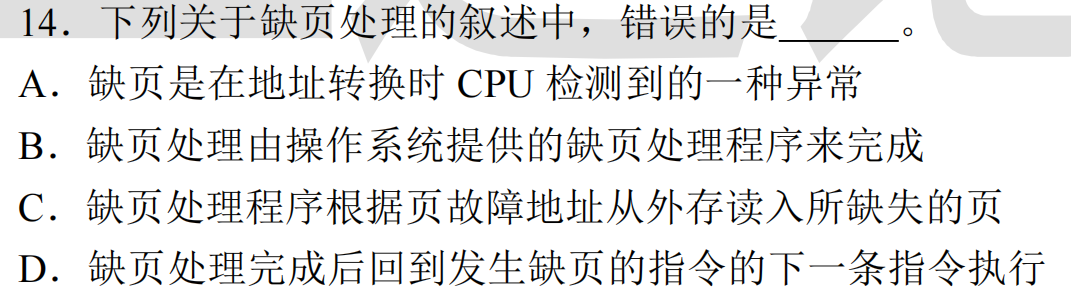 14．下列关于缺页处理的叙述中，错误的是______。
A．缺页是在地址转换时 CPU 检测到的一种异常
B．缺页处理由操作系统提供的缺页处理程序来完成
C．缺页处理程序根据页故障地址从外存读入所缺失的页
D．缺页处理完成后回到发生缺页的指令的下一条指令执行